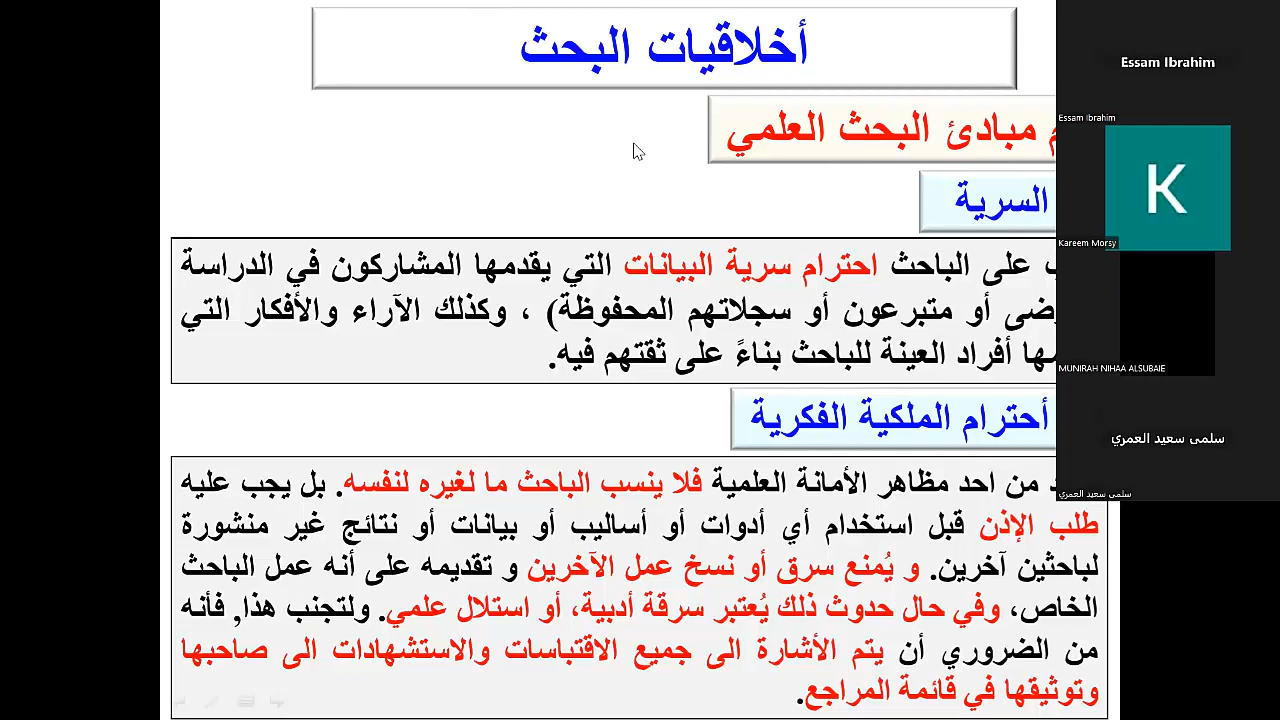 أخلاقيات البحث
مبادئ البحث العلمي
السرية
على الباحث احترام سرية البيانات التي يقدمها المشاركون في الدراسة
أو متبرعون أو سجلاتهم المحفوظة) ، وكذلك الآراء والأفكار التي
أفراد العينة للباحث بناءً على ثقتهم فيه.
أحترام الملكية الفكرية
من احد مظاهر الأمانة العلمية فلا ينسب الباحث ما لغيره لنفسه. بل يجب عليه
طلب الإذن قبل استخدام أي أدوات أو أساليب أو بيانات أو نتائج غير منشورة
لباحثين آخرين. و يُمنع سرق أو نسخ عمل الآخرين و تقديمه على أنه عمل الباحث
الخاص، وفي حال حدوث ذلك يُعتبر سرقة أدبية، أو استلال علمي. ولتجنب هذا, فأنه
من الضروري أن يتم الأشارة الى جميع الاقتباسات والاستشهادات الى صاحبها
وتوثيقها في قائمة المراجع.
Essam Ibrahim
Essam Ibrahim
K
Kareem Morsy
MUNIRAH NIHAA ALSUBAIE
سلمى سعيد العمري
سلمى سعيد العمري